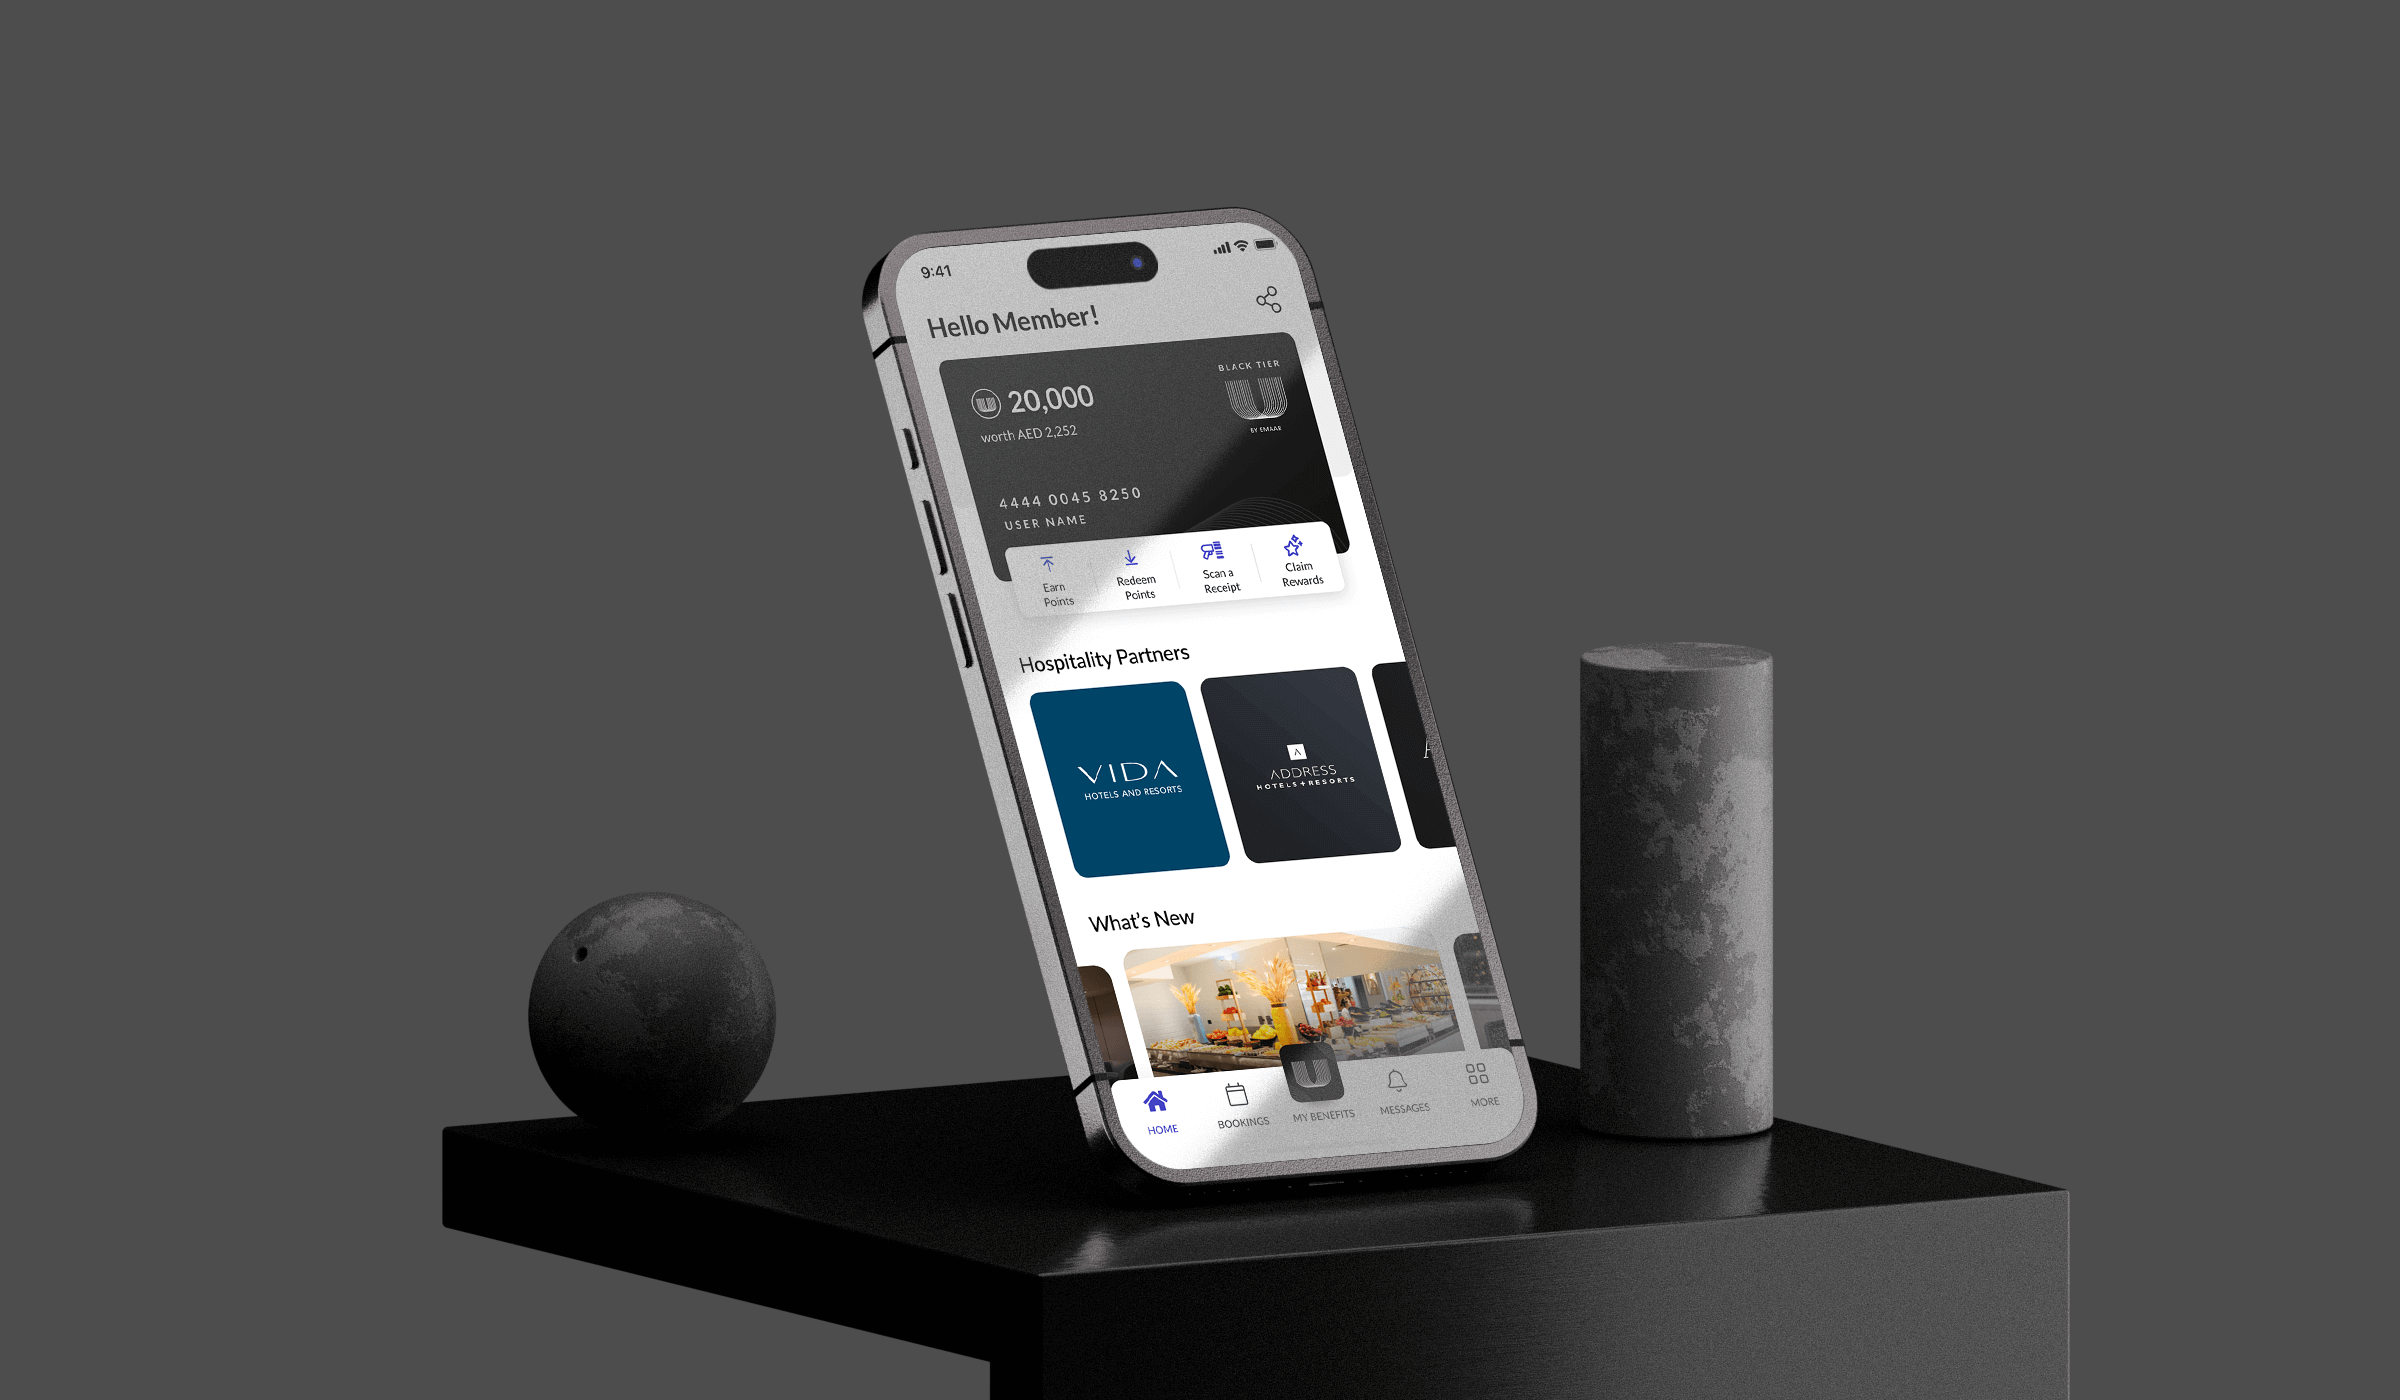 9:41
Hello Member!
BLACK TIER
20,000
worth AED 2,252
BY EMAAR
4444 0045 8250
USER NAME
Earn
Points
Redeem
Points
Scan a
Receipt
Claim
Rewards
Hospitality Partners
VIDA
HOTELS AND RESORTS
ADDRESS
HOTELS + RESORTS
What's New
HOME
BOOKINGS
MY BENEFITS
MESSAGES
MORE